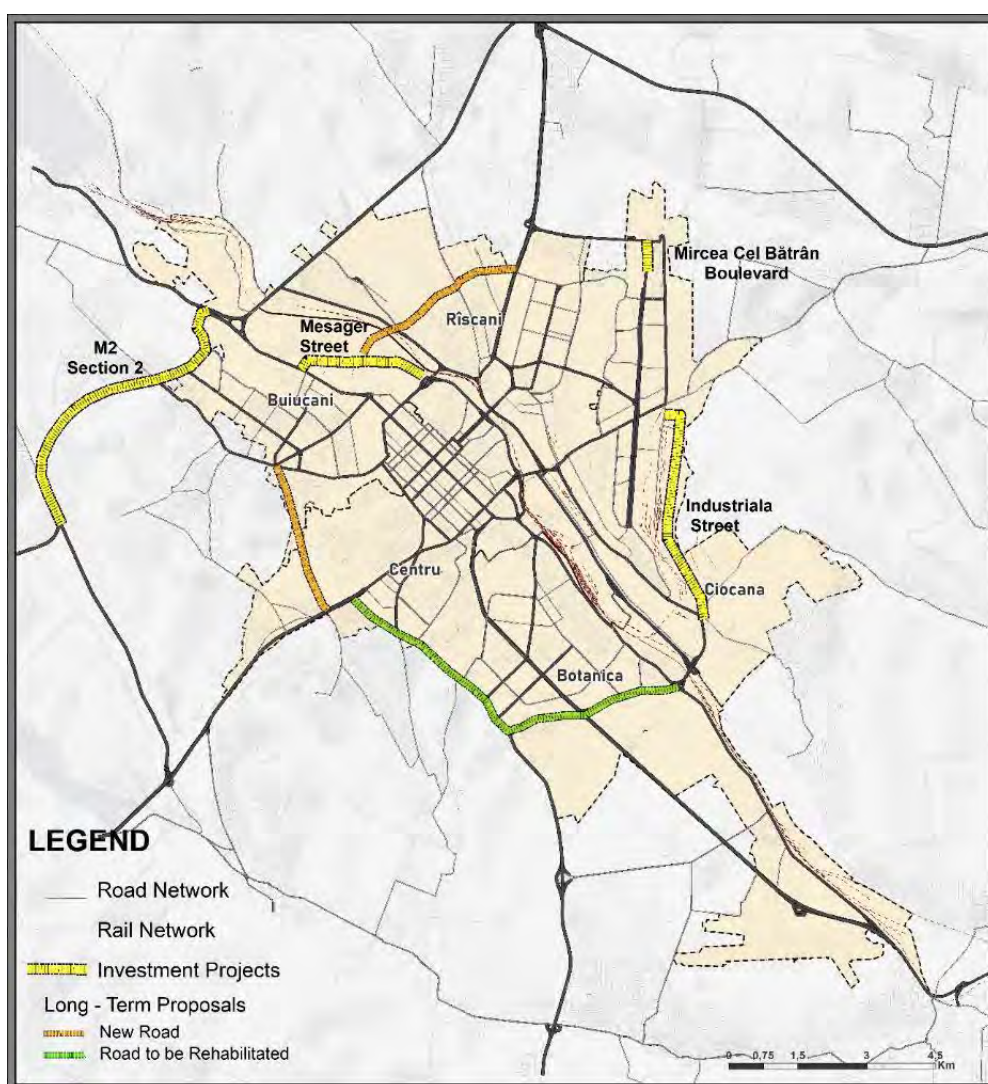 Mircea Cel Bătrân
Boulevard
Rîscani
Mesager
Street
M2
Section 2
Buiucani
Industriala
Street
Centru
Ciocana
Botanica
LEGEND
Road Network
Rail Network
Investment Projects
Long - Term Proposals
New Road
Road to be Rehabilitated
0 0,75 1,5 3 4,5
Km